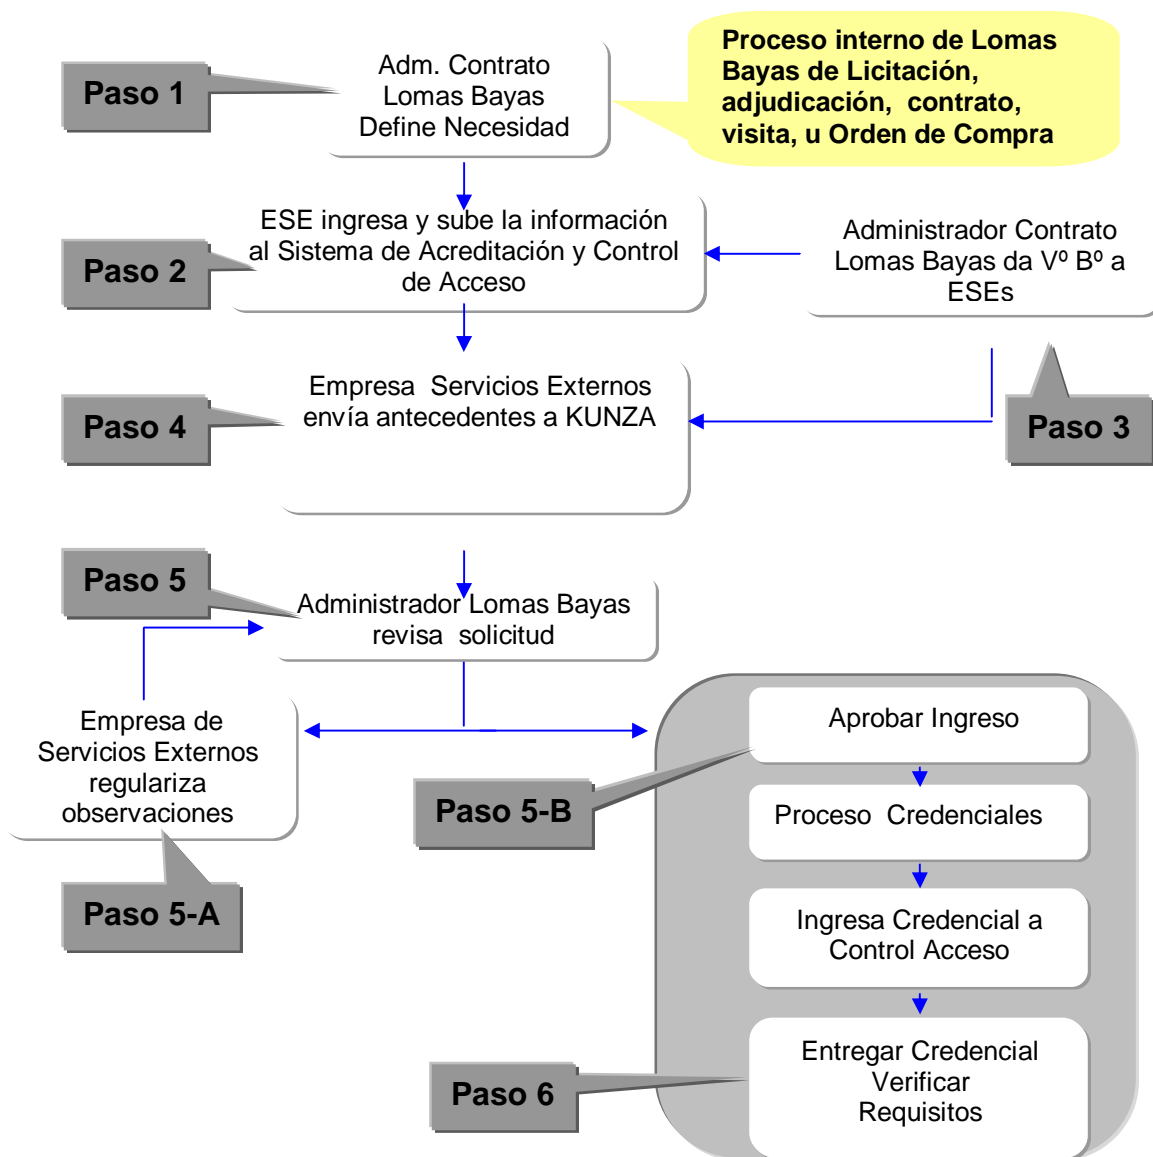 Paso 1
Adm. Contrato
Lomas Bayas
Define Necesidad
Proceso interno de Lomas
Bayas de Licitación,
adjudicación, contrato,
visita, u Orden de Compra
Paso 2
ESE ingresa y sube la información
al Sistema de Acreditación y Control
de Acceso
Administrador Contrato
Lomas Bayas da Vº Bº a
ESEs
Paso 3
Paso 4
Empresa Servicios Externos
envía antecedentes a KUNZA
Paso 5
Administrador Lomas Bayas
revisa solicitud
Empresa de
Servicios Externos
regulariza
observaciones
Paso 5-A
Paso 5-B
Aprobar Ingreso
Proceso Credenciales
Ingresa Credencial a
Control Acceso
Paso 6
Entregar Credencial
Verificar
Requisitos